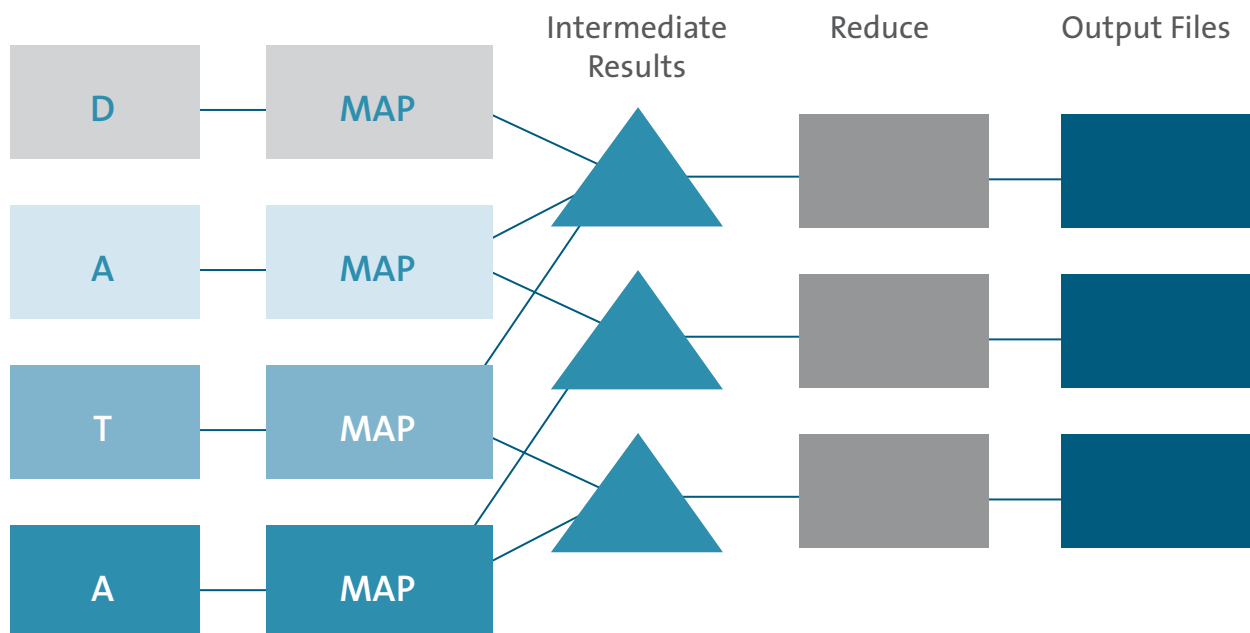 Intermediate
Results
Reduce
Output Files
D
MAP
A
MAP
T
MAP
A
MAP